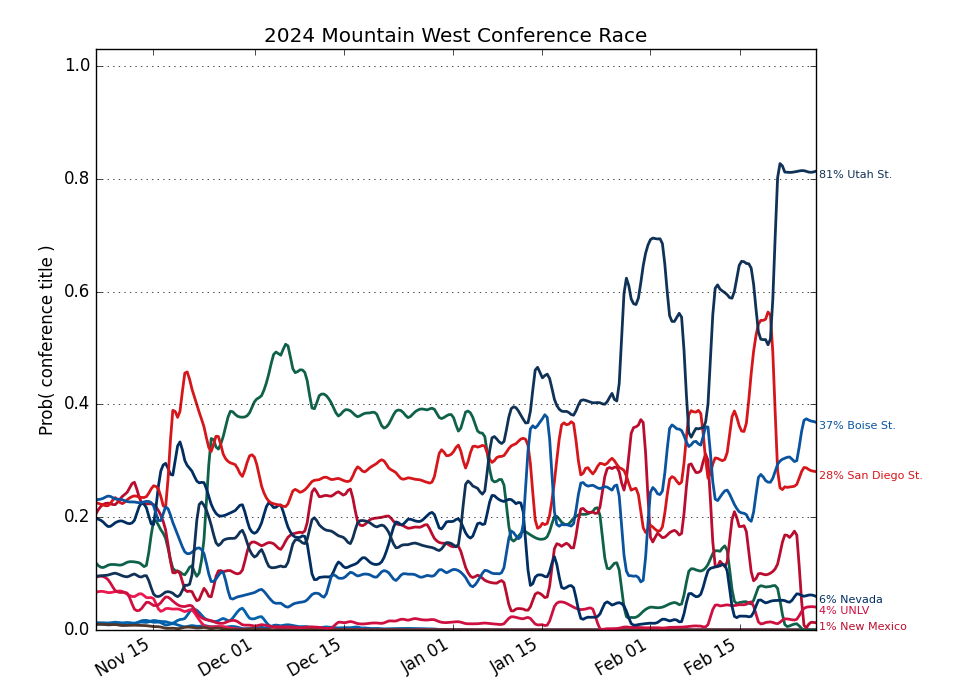 2024 Mountain West Conference Race
Prob( conference title )
1.0
0.8
0.6
0.4
0.2
0.0
81% Utah St.
37% Boise St.
28% San Diego St.
6% Nevada
4% UNLV
1% New Mexico
Nov 15
Dec 01
Dec 15
Jan 01
Jan 15
Feb 01
Feb 15